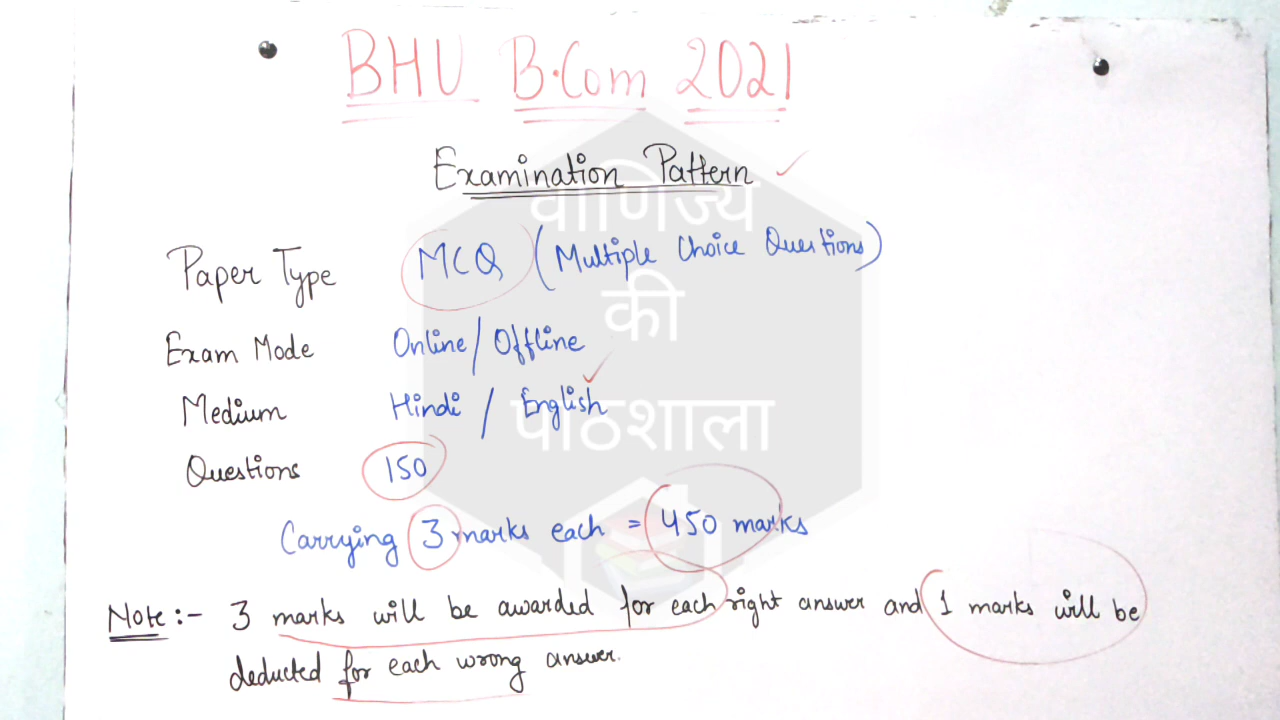 BHU B.Com 2021
Examination Pattern
वाणिज्य
Paper Type MCQ (Multiple Choice Questions)
की
Exam Mode Online / Offline
Medium Hindi / English
पाठशाला
Questions 150
Carrying 3 marks each = 450 marks
Note :- 3 marks will be awarded for each right answer and 1 marks will be
deducted for each wrong answer.